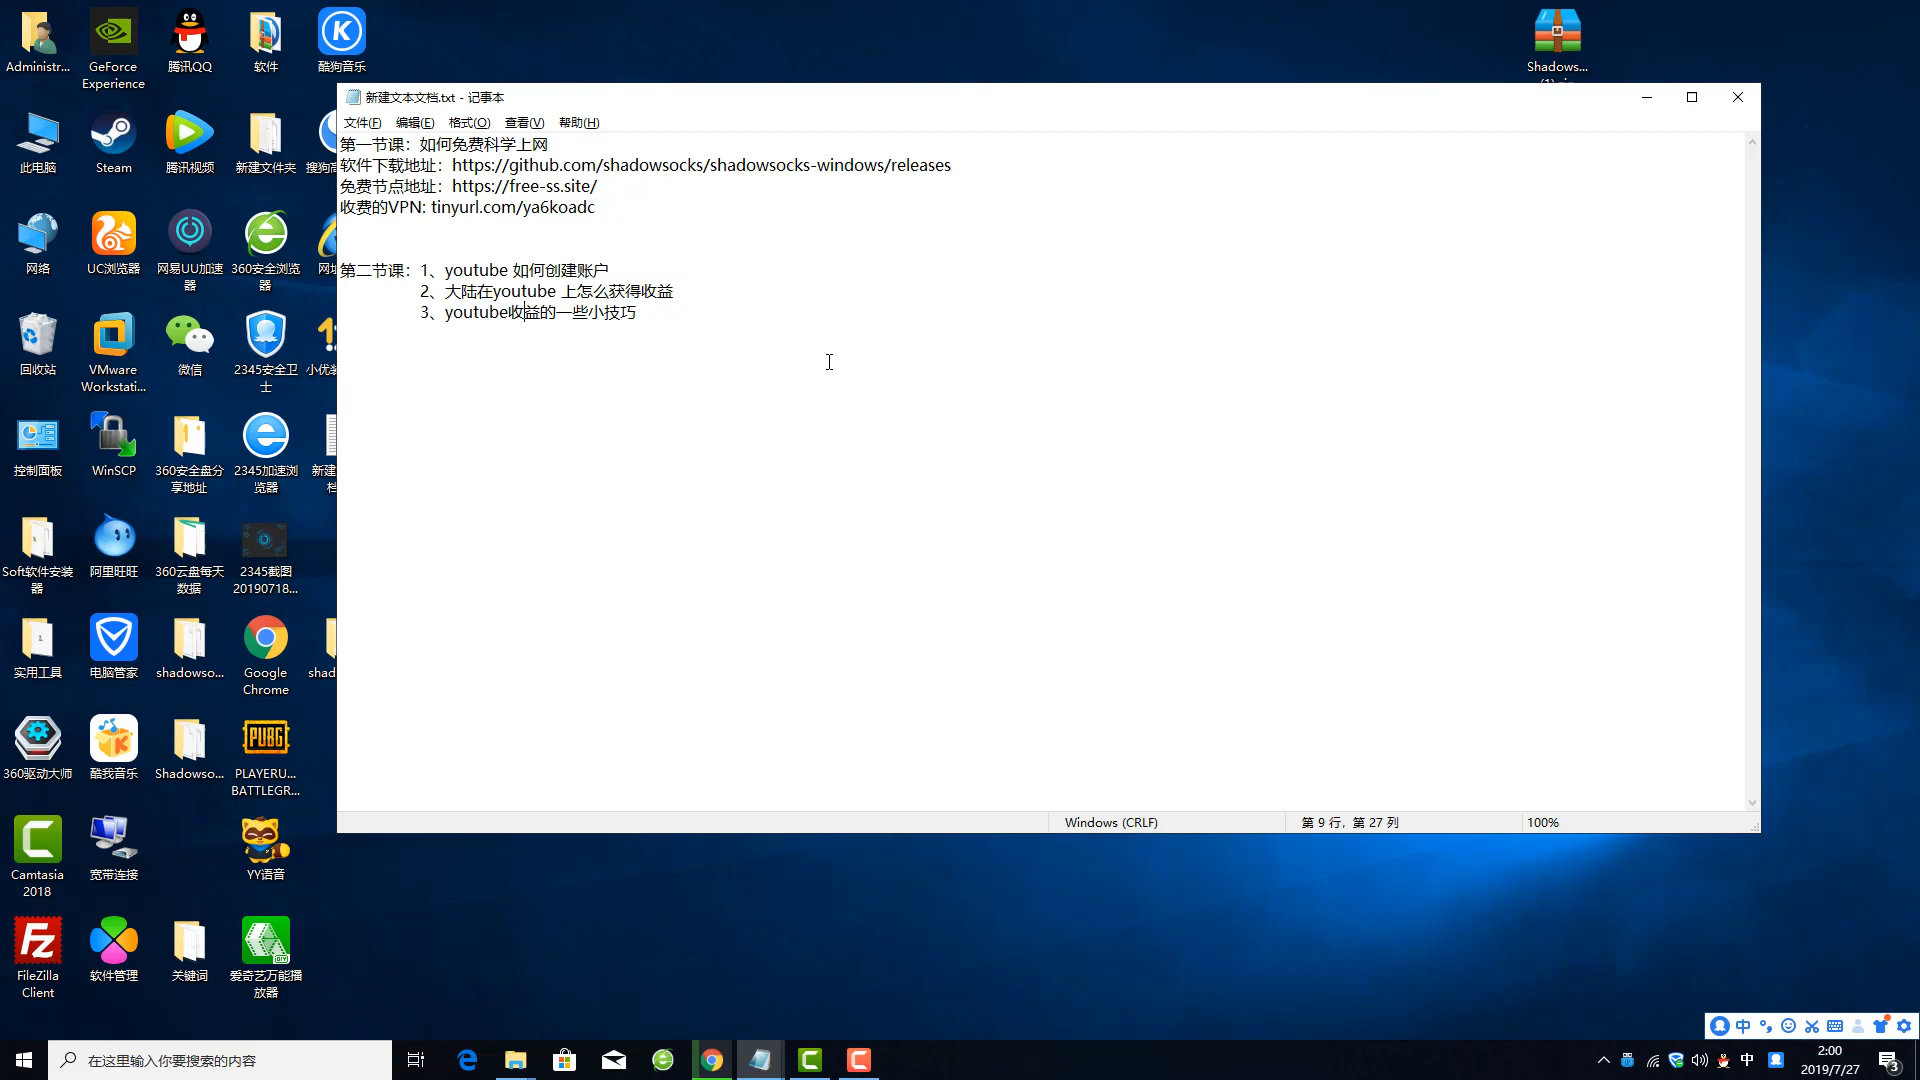 Administr...
GeForce Experience
腾讯QQ
软件
酷狗音乐
Shadows...
新建文本文档.txt - 记事本
文件(F) 编辑(E) 格式(O) 查看(V) 帮助(H)
第一节课：如何免费科学上网
软件下载地址：https://github.com/shadowsocks/shadowsocks-windows/releases
免费节点地址：https://free-ss.site/
收费的VPN: tinyurl.com/ya6koadc
第二节课：1、youtube 如何创建账户
2、大陆在youtube 上怎么获得收益
3、youtube收益的一些小技巧
Windows (CRLF)
第 9 行，第 27 列
100%
此电脑
Steam
腾讯视频
新建文件夹
网络
UC浏览器
网易UU加速器
360安全浏览器
回收站
VMware Workstati...
微信
2345安全卫士
控制面板
WinSCP
360安全盘分享地址
2345加速浏览器
Soft软件安装器
阿里旺旺
360云盘每天数据
2345截图20190718...
实用工具
电脑管家
shadowso...
Google Chrome
shad
360驱动大师
酷我音乐
Shadowso...
PUBG
PLAYERU... BATTLEGR...
Camtasia 2018
宽带连接
YY语音
FileZilla Client
软件管理
关键词
爱奇艺万能播放器
中
在这里输入你要搜索的内容
中
2:00
2019/7/27
3